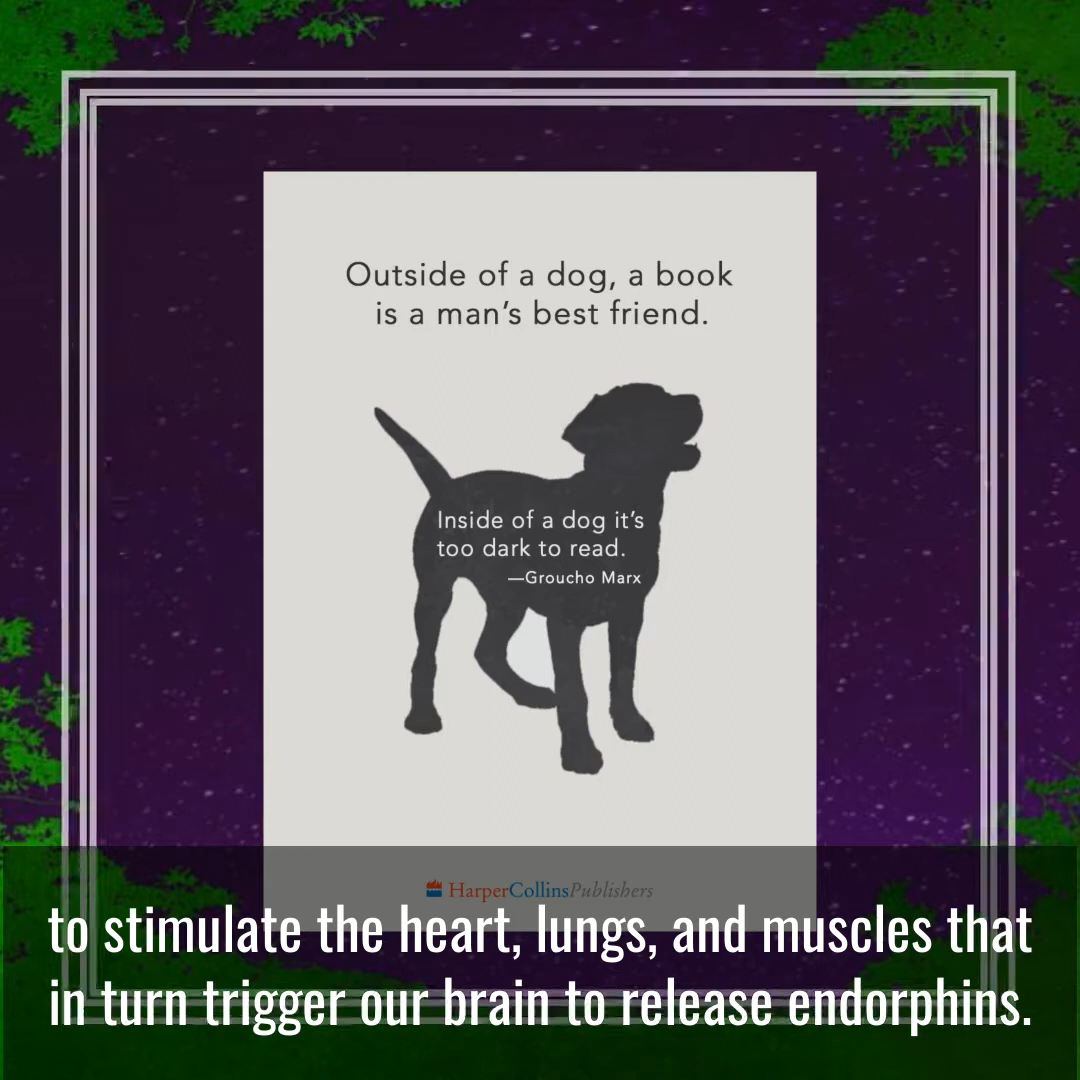 Outside of a dog, a book
is a man’s best friend.
Inside of a dog it’s
too dark to read.
—Groucho Marx
HarperCollinsPublishers
to stimulate the heart, lungs, and muscles that
in turn trigger our brain to release endorphins.